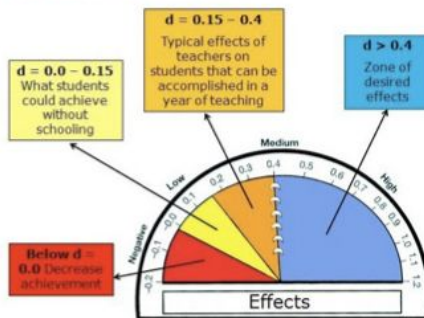 d = 0.15 – 0.4
Typical effects of
teachers on
students that can be
accomplished in a
year of teaching
d > 0.4
Zone of
desired
effects
d = 0.0 – 0.15
What students
could achieve
without
schooling
Below d =
0.0 Decrease
achievement
Negative
Low
Medium
High
-0.2
-0.1
-0.0
0.1
0.2
0.3
0.4
0.5
0.6
0.7
0.8
0.9
1.0
1.1
1.2
Effects